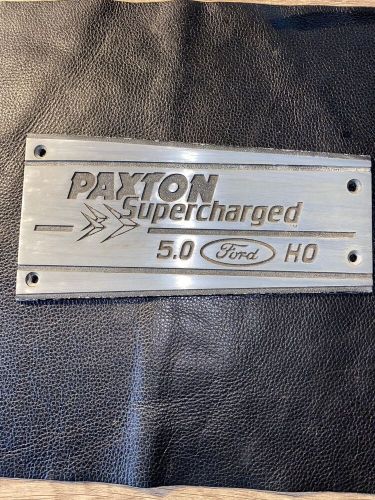 PAXTON
Supercharged
5.0 Ford HO